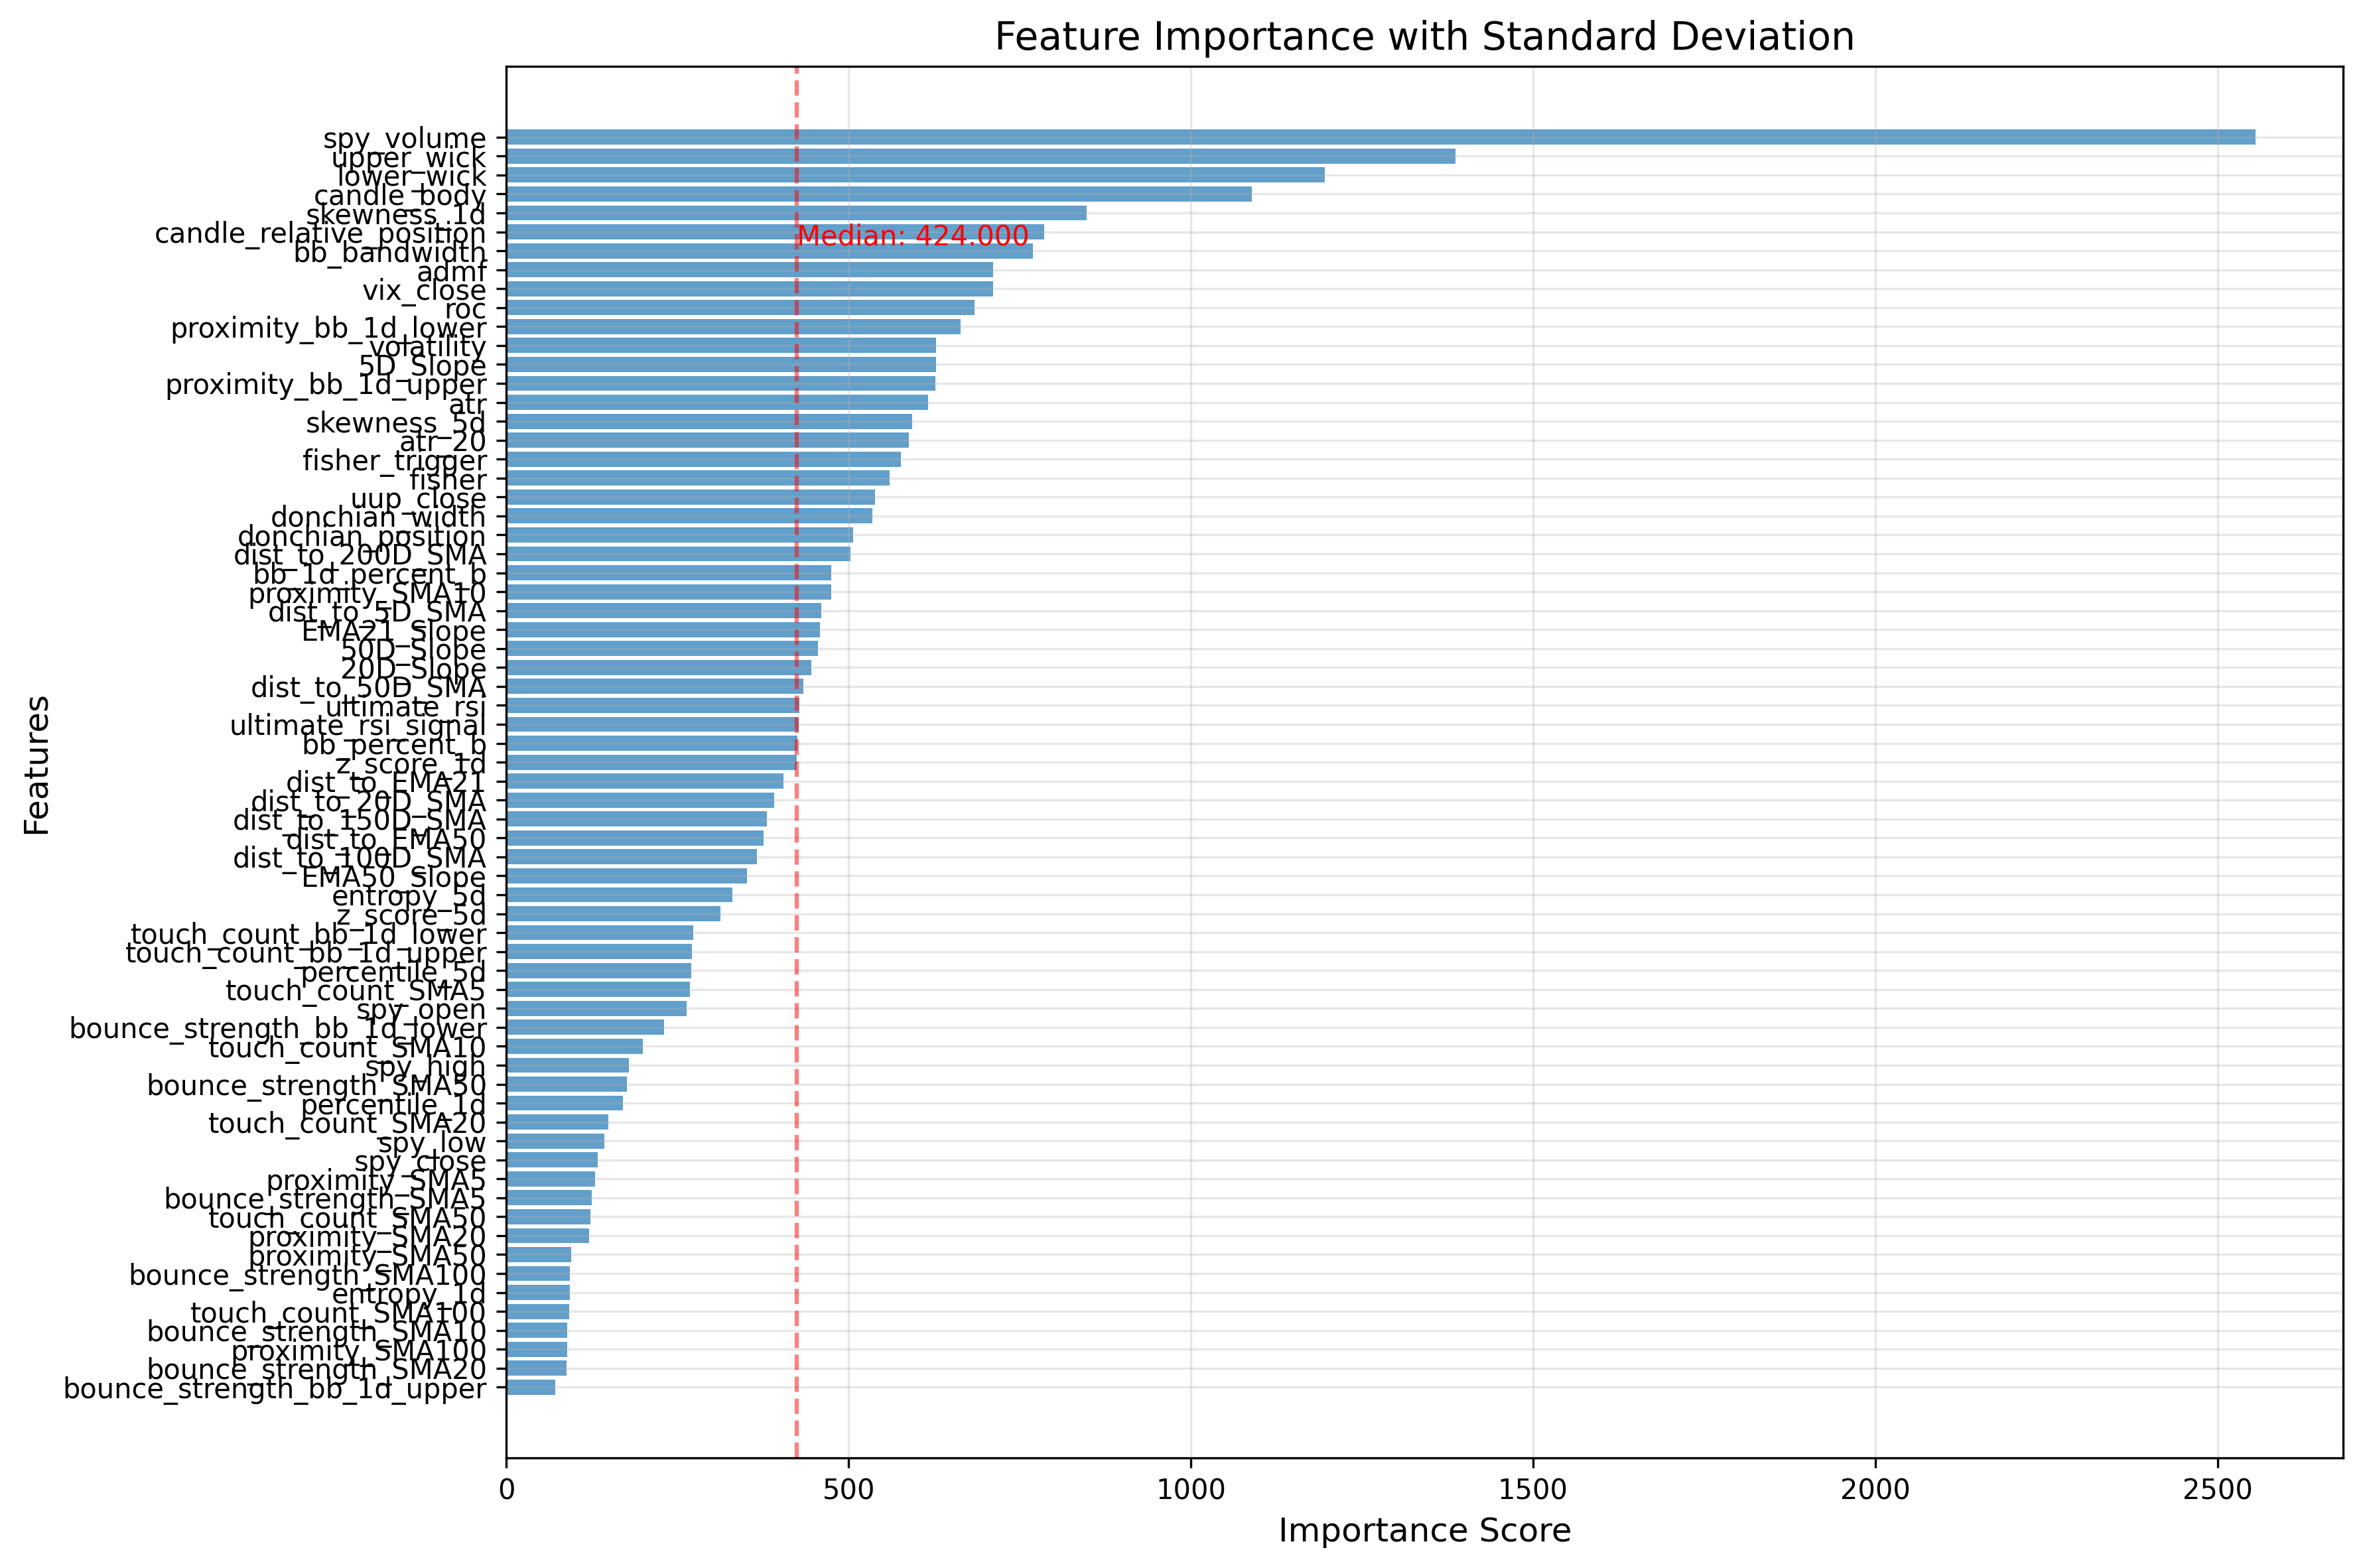 Feature Importance with Standard Deviation
spy_volume
upper_wick
lower_wick
candle_body
skewness_1d
candle_relative_position
Median: 424.000
bb_bandwidth
admf
vix_close
roc
proximity_bb_1d_lower
volatility
5D_Slope
proximity_bb_1d_upper
atr
skewness_5d
atr_20
fisher_trigger
fisher
uup_close
donchian_width
donchian_position
dist_to_200D_SMA
bb_1d_percent_b
proximity_SMA10
dist_to_5D_SMA
EMA21_Slope
50D_Slope
20D_Slope
dist_to_50D_SMA
ultimate_rsi
ultimate_rsi_signal
bb_percent_b
z_score_1d
dist_to_EMA21
dist_to_20D_SMA
dist_to_150D_SMA
dist_to_EMA50
dist_to_100D_SMA
EMA50_Slope
entropy_5d
z_score_5d
touch_count_bb_1d_lower
touch_count_bb_1d_upper
percentile_5d
touch_count_SMA5
spy_open
bounce_strength_bb_1d_lower
touch_count_SMA10
spy_high
bounce_strength_SMA50
percentile_1d
touch_count_SMA20
spy_low
spy_close
proximity_SMA5
bounce_strength_SMA5
touch_count_SMA50
proximity_SMA20
proximity_SMA50
bounce_strength_SMA100
entropy_1d
touch_count_SMA100
bounce_strength_SMA10
proximity_SMA100
bounce_strength_SMA20
bounce_strength_bb_1d_upper
Features
0 500 1000 1500 2000 2500
Importance Score